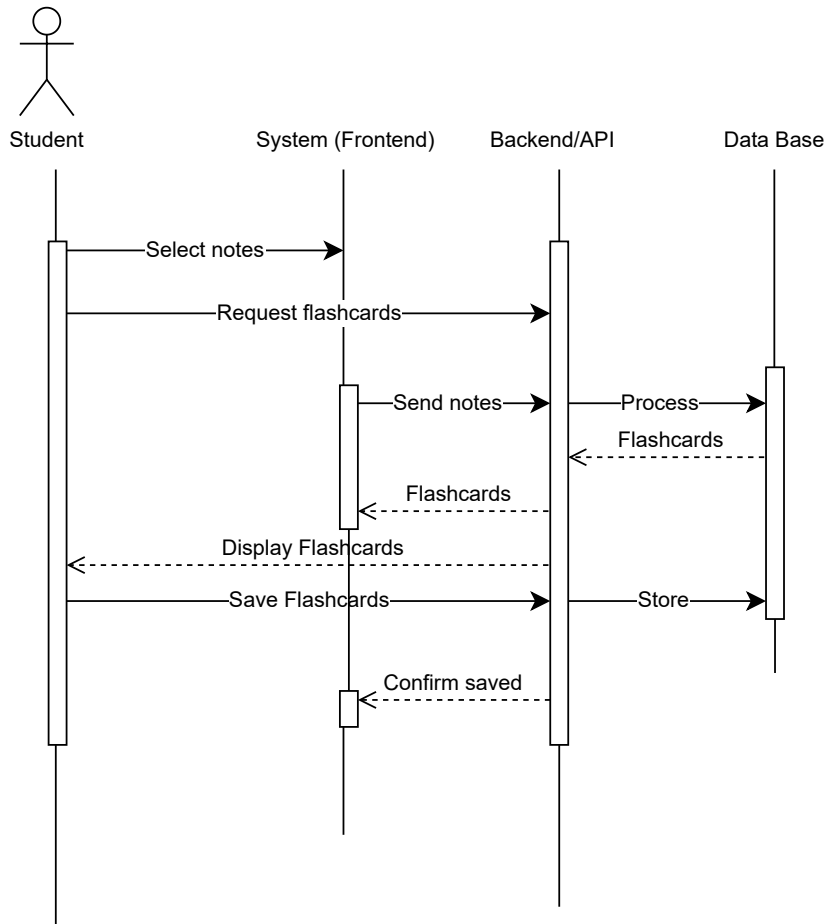 Student
System (Frontend)
Backend/API
Data Base
Select notes
Request flashcards
Send notes
Process
Flashcards
Flashcards
Display Flashcards
Save Flashcards
Store
Confirm saved